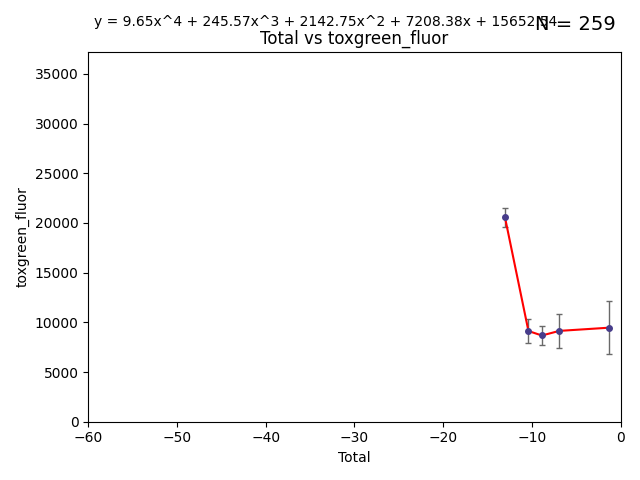 y = 9.65x^4 + 245.57x^3 + 2142.75x^2 + 7208.38x + 15652.54
N = 259
Total vs toxgreen_fluor
35000
30000
25000
20000
15000
10000
5000
0
toxgreen_fluor
−60 −50 −40 −30 −20 −10 0
Total